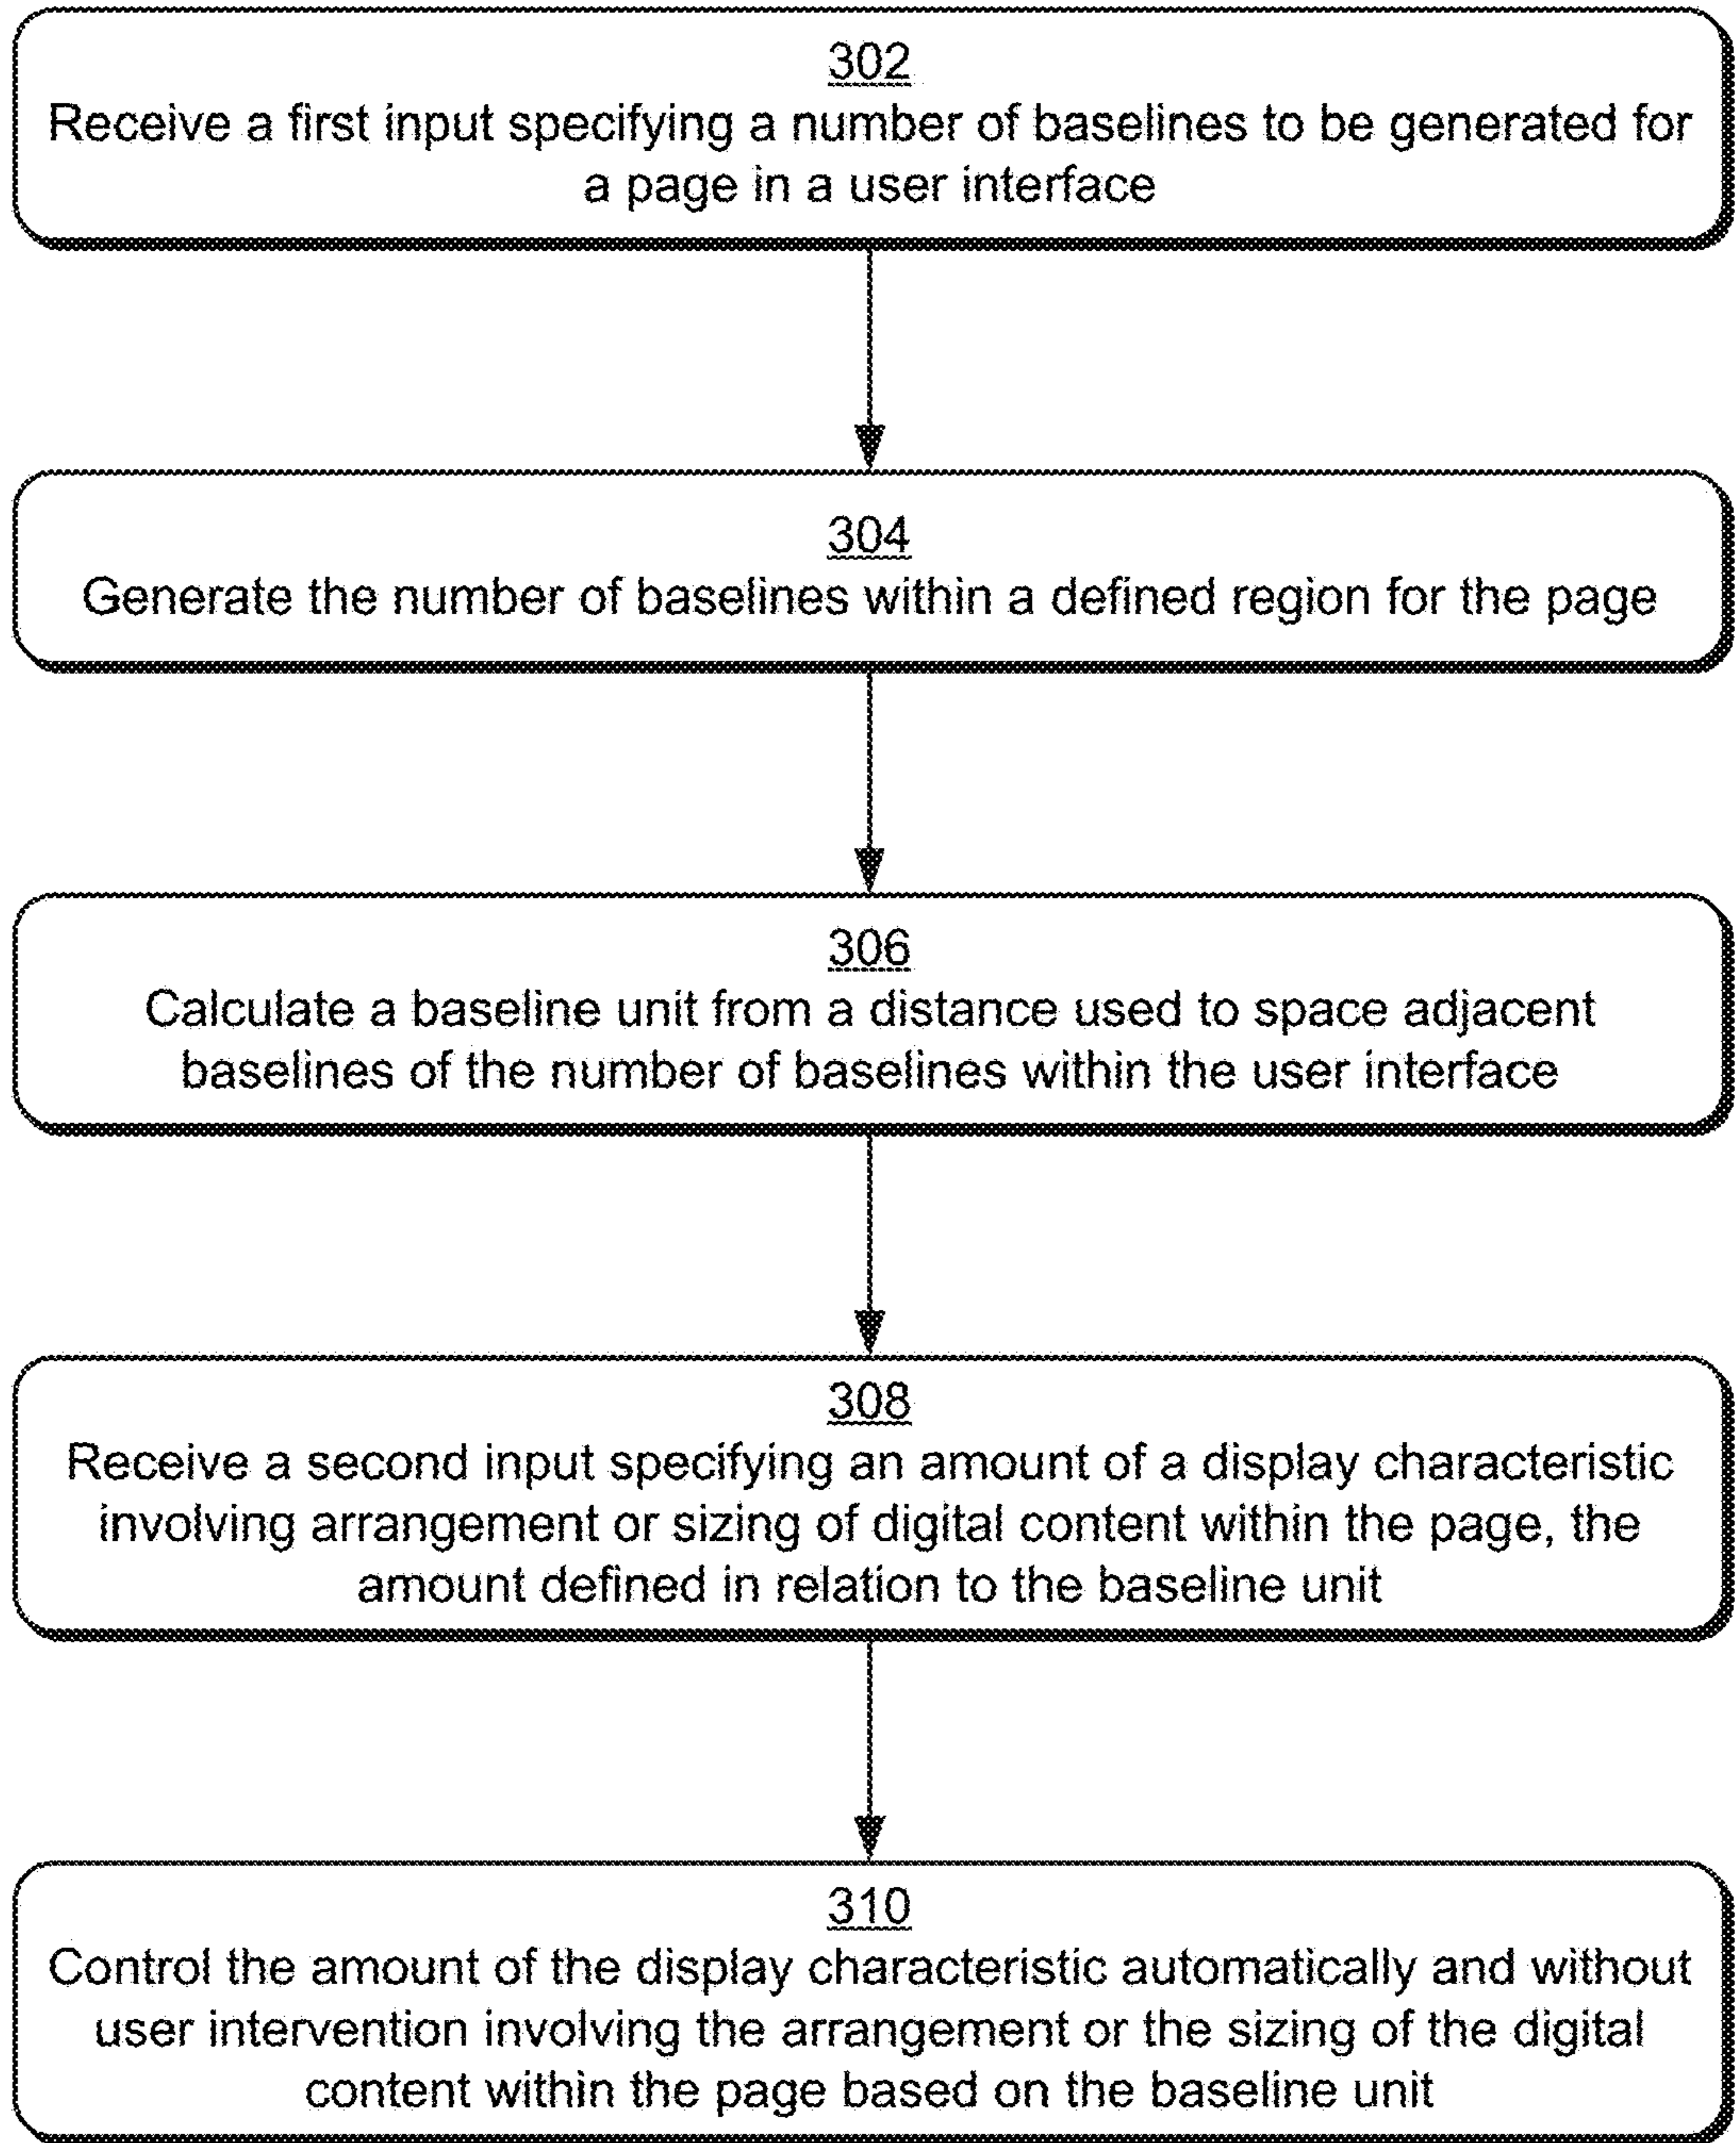 302
Receive a first input specifying a number of baselines to be generated for
a page in a user interface
304
Generate the number of baselines within a defined region for the page
306
Calculate a baseline unit from a distance used to space adjacent
baselines of the number of baselines within the user interface
308
Receive a second input specifying an amount of a display characteristic
involving arrangement or sizing of digital content within the page, the
amount defined in relation to the baseline unit
310
Control the amount of the display characteristic automatically and without
user intervention involving the arrangement or the sizing of the digital
content within the page based on the baseline unit